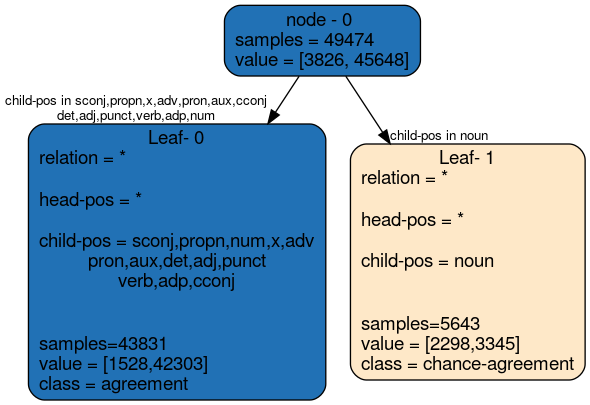 node - 0
samples = 49474
value = [3826, 45648]
child-pos in sconj,propn,x,adv,pron,aux,cconj
det,adj,punct,verb,adp,num
child-pos in noun
Leaf- 0
relation = *
head-pos = *
child-pos = sconj,propn,num,x,adv
pron,aux,det,adj,punct
verb,adp,cconj
samples=43831
value = [1528,42303]
class = agreement
Leaf- 1
relation = *
head-pos = *
child-pos = noun
samples=5643
value = [2298,3345]
class = chance-agreement